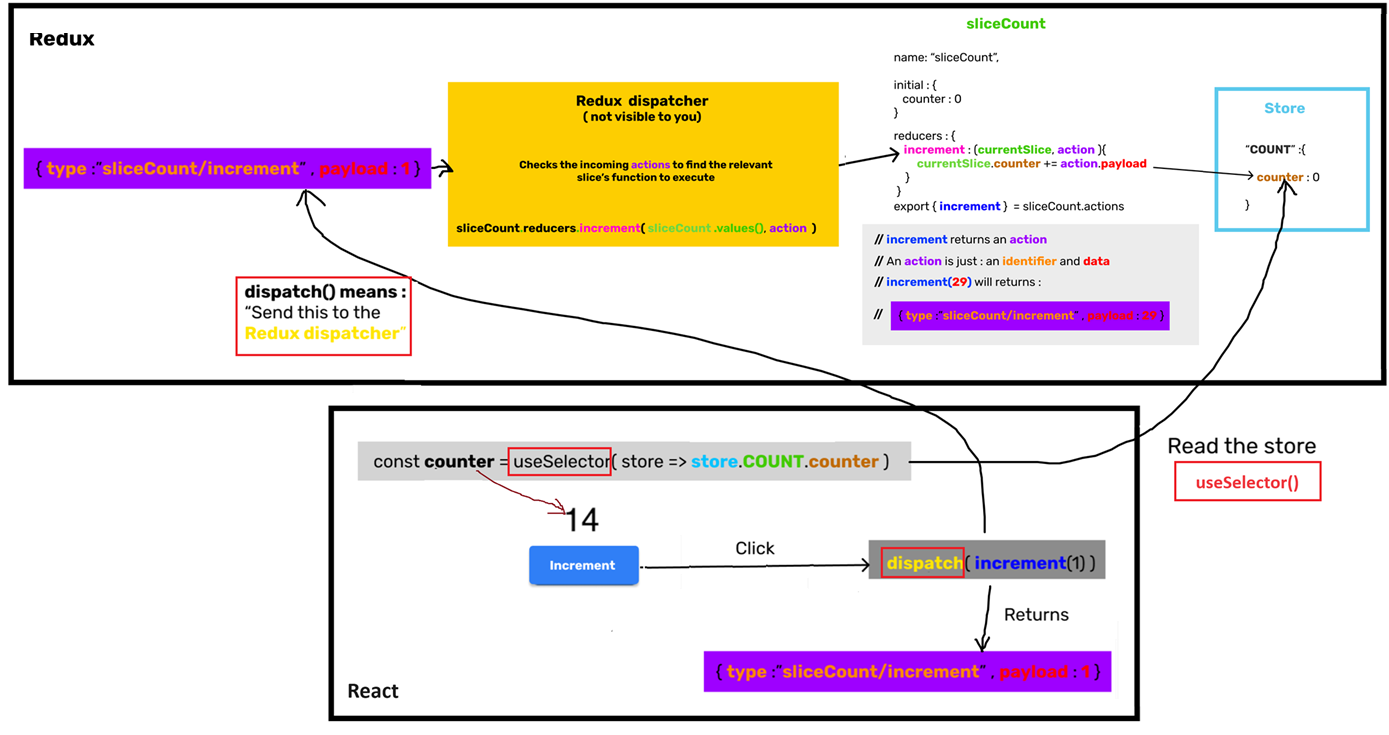 Redux
{ type :“sliceCount/increment” , payload : 1 }
Redux dispatcher
( not visible to you)
Checks the incoming actions to find the relevant
slice’s function to execute
sliceCount.reducers.increment( sliceCount .values(), action )
dispatch() means :
“Send this to the
Redux dispatcher”
sliceCount
name: “sliceCount”,
initial : {
counter : 0
}
reducers : {
increment : (currentSlice, action ){
currentSlice.counter += action.payload
}
}
export { increment } = sliceCount.actions
// increment returns an action
// An action is just : an identifier and data
// increment(29) will returns :
// { type :“sliceCount/increment” , payload : 29 }
Store
“COUNT” :{
counter : 0
}
const counter = useSelector( store => store.COUNT.counter )
14
Increment
Click
dispatch( increment(1) )
Returns
{ type :“sliceCount/increment” , payload : 1 }
React
Read the store
useSelector()